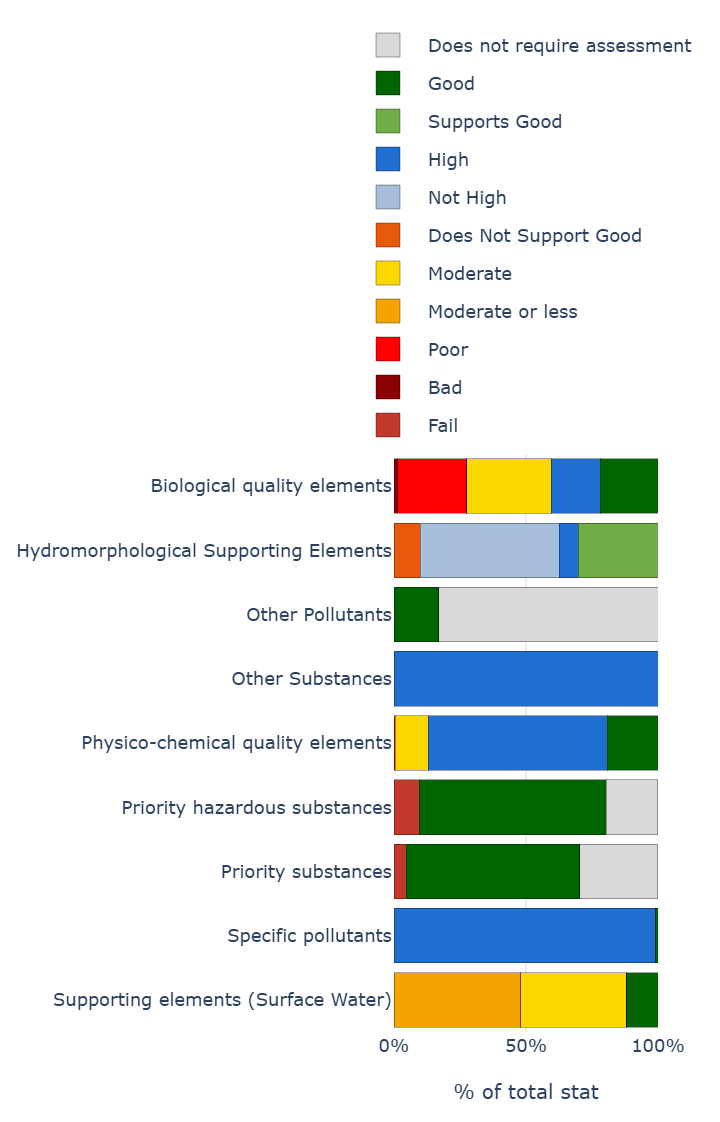 Does not require assessment
Good
Supports Good
High
Not High
Does Not Support Good
Moderate
Moderate or less
Poor
Bad
Fail
Biological quality elements
Hydromorphological Supporting Elements
Other Pollutants
Other Substances
Physico-chemical quality elements
Priority hazardous substances
Priority substances
Specific pollutants
Supporting elements (Surface Water)
0% 50% 100%
% of total stat